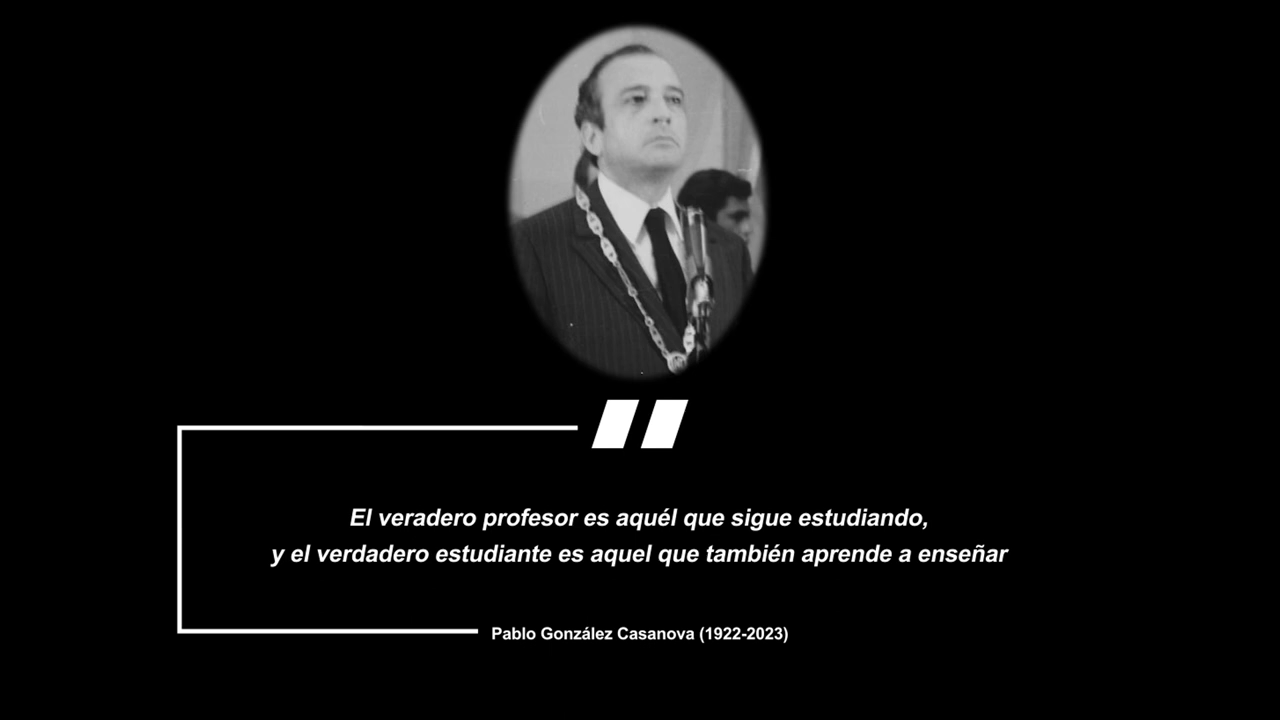 El veradero profesor es aquél que sigue estudiando,
y el verdadero estudiante es aquel que también aprende a enseñar
Pablo González Casanova (1922-2023)